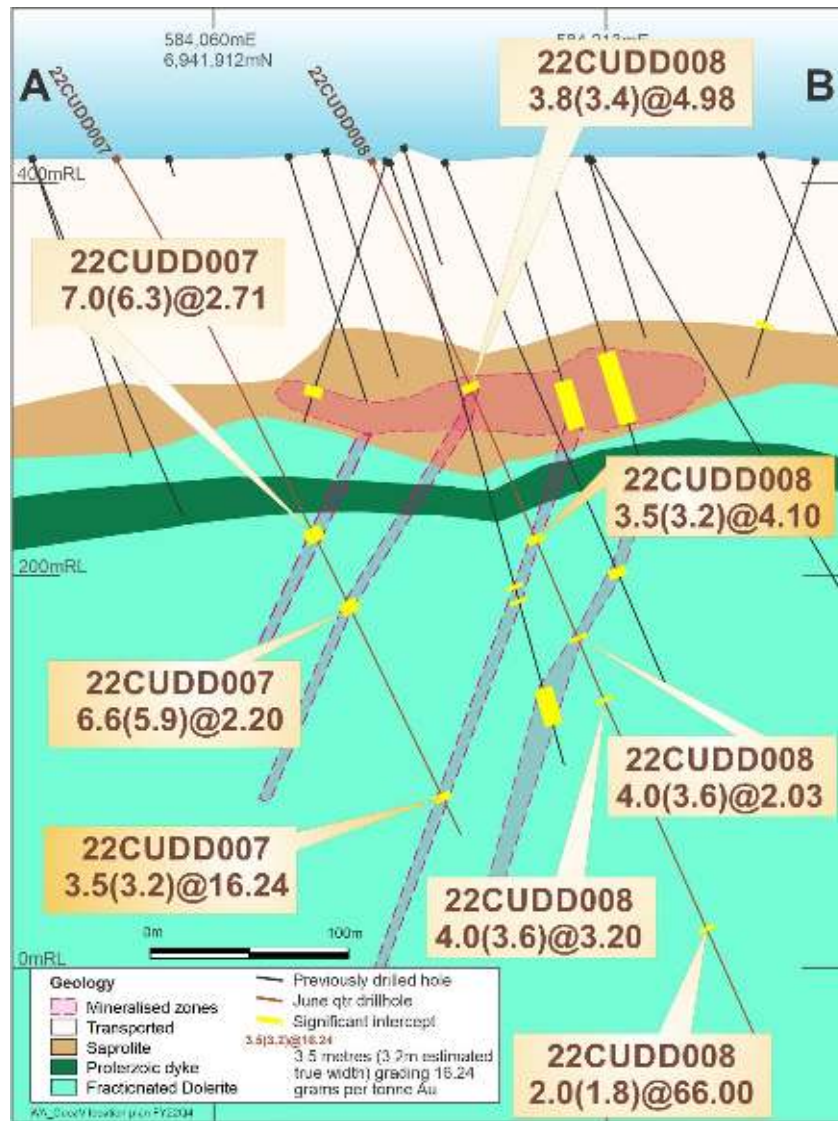 584,060mE
6,941,912mN
A
B
22CUDD007
22CUDD008
22CUDD008
3.8(3.4)@4.98
400mRL
22CUDD007
7.0(6.3)@2.71
22CUDD008
3.5(3.2)@4.10
200mRL
22CUDD007
6.6(5.9)@2.20
22CUDD008
4.0(3.6)@2.03
22CUDD007
3.5(3.2)@16.24
22CUDD008
4.0(3.6)@3.20
0m
100m
0mRL
22CUDD008
2.0(1.8)@66.00
Geology
Mineralised zones
Transported
Saprolite
Proterzoic dyke
Fractionated Dolerite
Previously drilled hole
June qtr drillhole
Significant intercept
3.5(3.2)@16.24
3.5 metres (3.2m estimated
true width) grading 16.24
grams per tonne Au